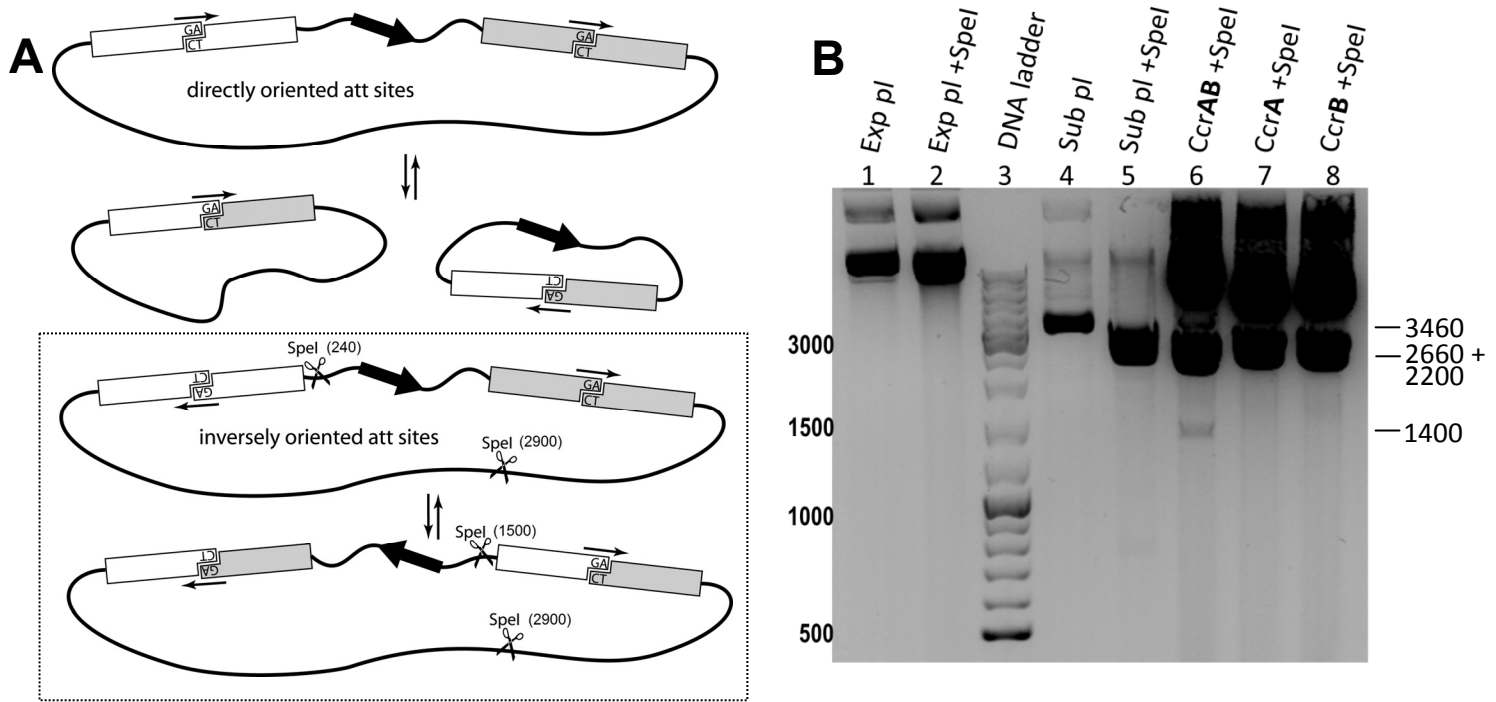 A
GA
CT
GA
CT
directly oriented att sites
GA
CT
CT
GA
SpeI (240)
CT
GA
GA
CT
inversely oriented att sites
SpeI (2900)
SpeI (1500)
CT
GA
GA
CT
SpeI (2900)
B
Exp pl
Exp pl +SpeI
DNA ladder
Sub pl
Sub pl +SpeI
CcrAB +SpeI
CcrA +SpeI
CcrB +SpeI
1 2 3 4 5 6 7 8
3000
1500
1000
500
3460
2660 +
2200
1400